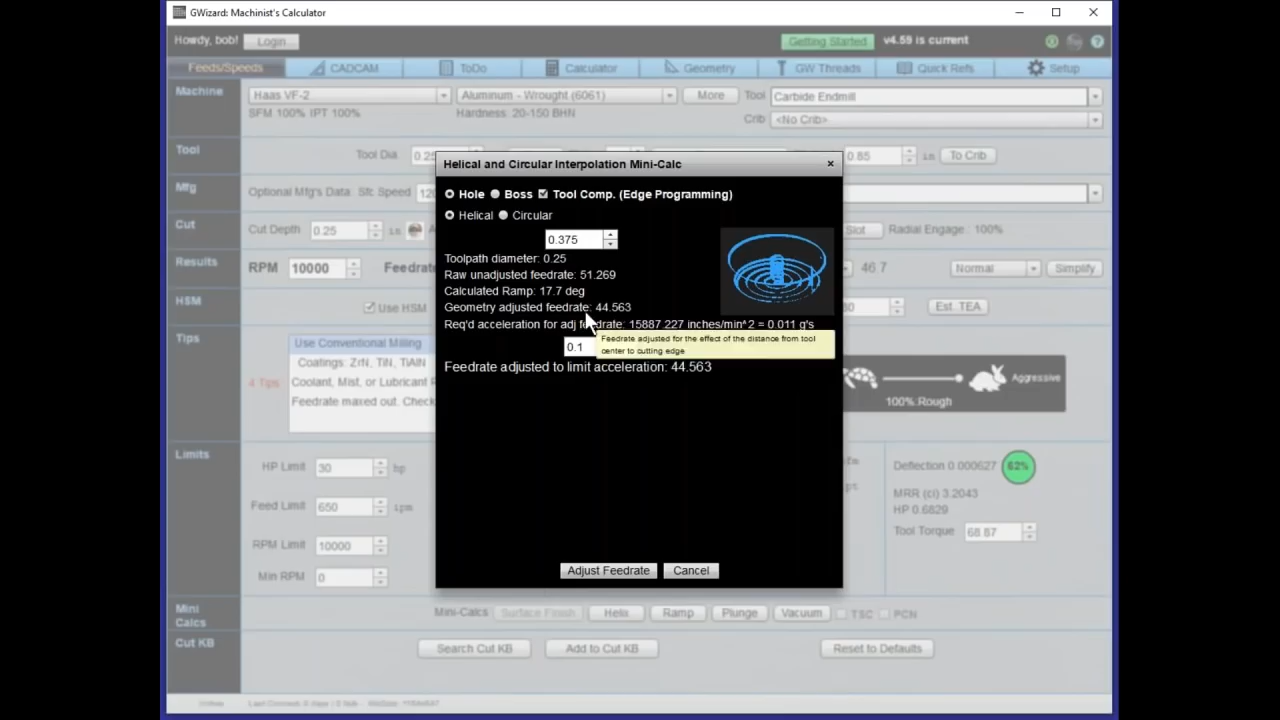 GWizard: Machinist's Calculator
Howdy, bob! Login Getting Started v4.59 is current
Feeds/Speeds CADCAM ToDo Calculator Geometry GW Threads Quick Refs Setup
Machine Haas VF-2 Aluminum - Wrought (6061) More Tool Carbide Endmill
SFM 100% IPT 100% Hardness: 20-150 BHN Crib <No Crib>
Tool Tool Dia. 0.85 in To Crib
Helical and Circular Interpolation Mini-Calc
Mfg Optional Mfg's Data: Sfc Speed
Hole Boss Tool Comp. (Edge Programming)
Helical Circular
Cut Cut Depth 0.25 in Slot Radial Engage.: 100%
0.375
Toolpath diameter: 0.25
Results RPM 10000 46.7 Normal Simplify
Raw unadjusted feedrate: 51.269
Calculated Ramp: 17.7 deg
HSM Use HSM Est. TEA
Geometry adjusted feedrate: 44.563
Req'd acceleration for adj feedrate: 15887.227 inches/min^2 = 0.011 g's
Feedrate adjusted for the effect of the distance from tool
center to cutting edge
0.1
Feedrate adjusted to limit acceleration: 44.563
Tips Use Conventional Milling
Coatings: ZrN, TiN, TiAlN
4 Tips Coolant, Mist, or Lubricant
Feedrate maxed out. Check
Aggressive
100%:Rough
Limits HP Limit 30 hp
Feed Limit 650 ipm
RPM Limit 10000
Min RPM 0
Deflection 0.000627 62%
MRR (ci) 3.2043
HP 0.6829
Tool Torque 68.87
Adjust Feedrate Cancel
Mini Calcs Mini-Calcs Surface Finish Helix Ramp Plunge Vacuum TSC PCN
Cut KB Search Cut KB Add to Cut KB Reset to Defaults